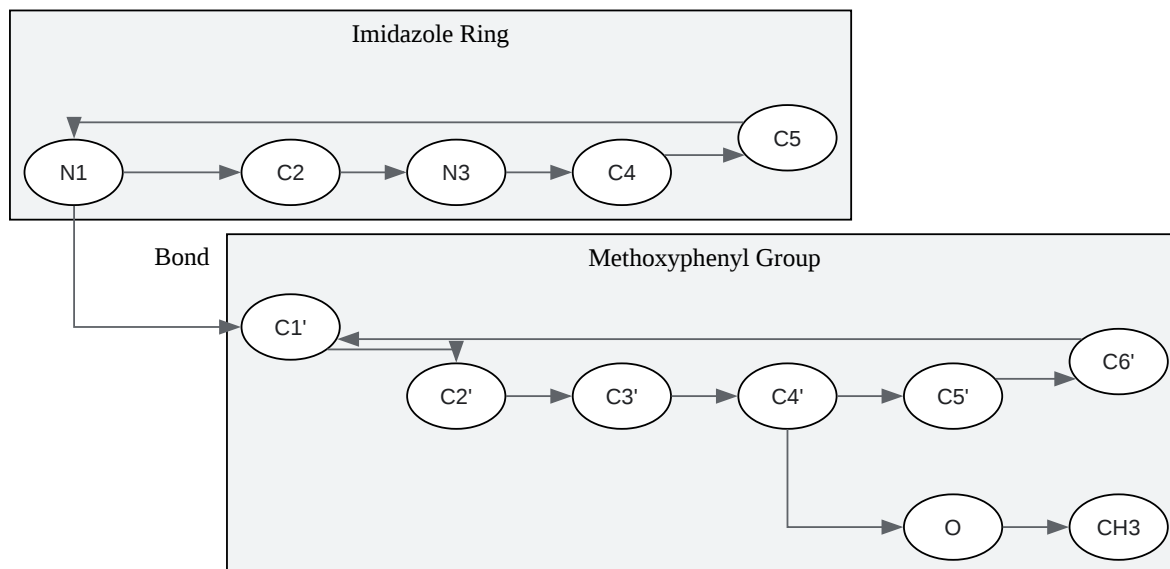 Imidazole Ring
N1
C2
N3
C4
C5
Bond
Methoxyphenyl Group
C1'
C2'
C3'
C4'
C5'
C6'
O
CH3